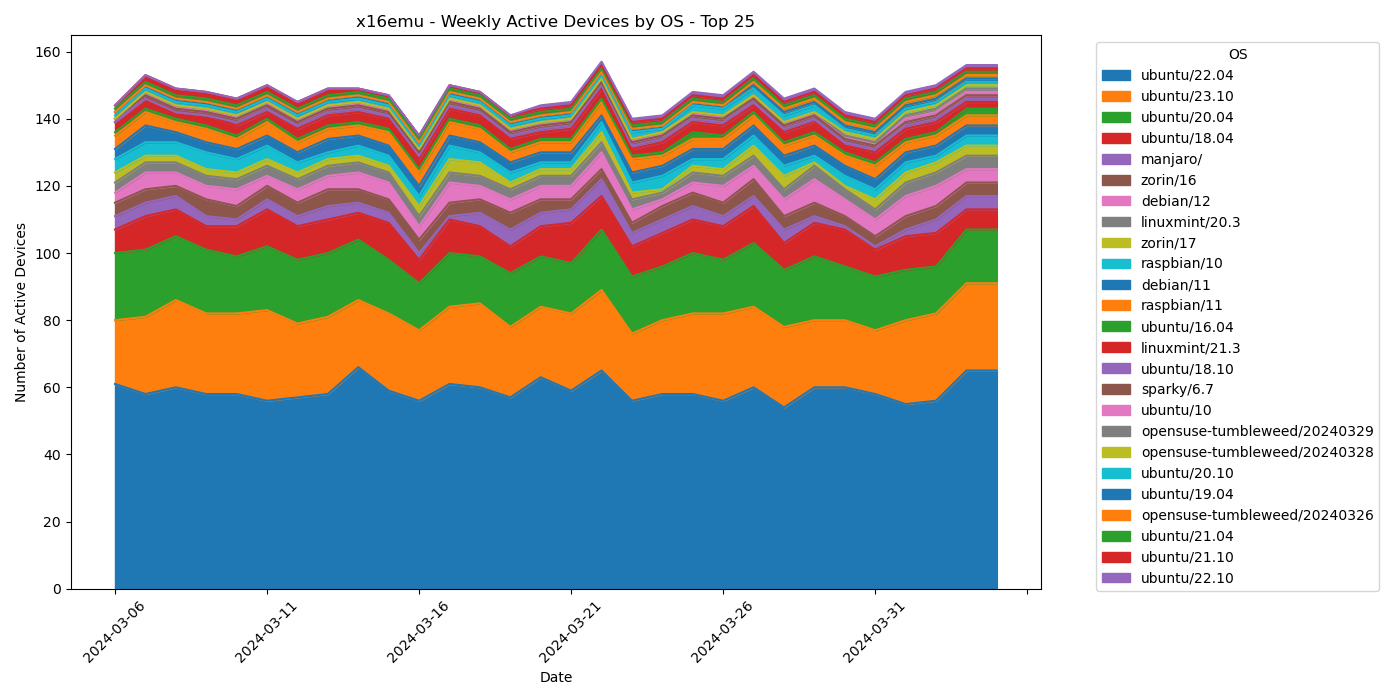 x16emu - Weekly Active Devices by OS - Top 25
Number of Active Devices
160
140
120
100
80
60
40
20
0
2024-03-06
2024-03-11
2024-03-16
2024-03-21
2024-03-26
2024-03-31
Date
OS
ubuntu/22.04
ubuntu/23.10
ubuntu/20.04
ubuntu/18.04
manjaro/
zorin/16
debian/12
linuxmint/20.3
zorin/17
raspbian/10
debian/11
raspbian/11
ubuntu/16.04
linuxmint/21.3
ubuntu/18.10
sparky/6.7
ubuntu/10
opensuse-tumbleweed/20240329
opensuse-tumbleweed/20240328
ubuntu/20.10
ubuntu/19.04
opensuse-tumbleweed/20240326
ubuntu/21.04
ubuntu/21.10
ubuntu/22.10